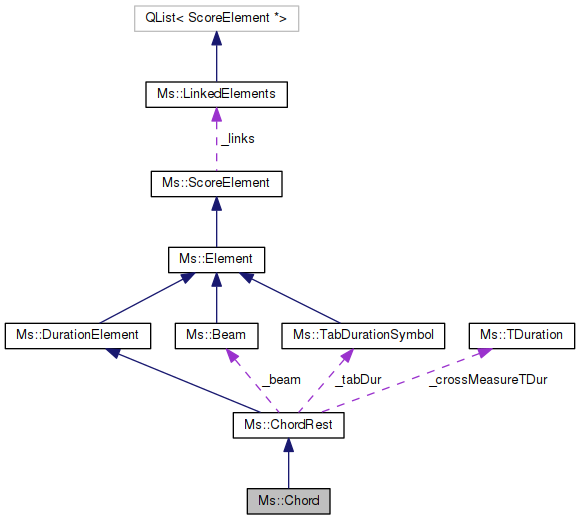 QList< ScoreElement *>
Ms::LinkedElements
_links
Ms::ScoreElement
Ms::Element
Ms::DurationElement
Ms::Beam
Ms::TabDurationSymbol
Ms::TDuration
_beam
_tabDur
_crossMeasureTDur
Ms::ChordRest
Ms::Chord